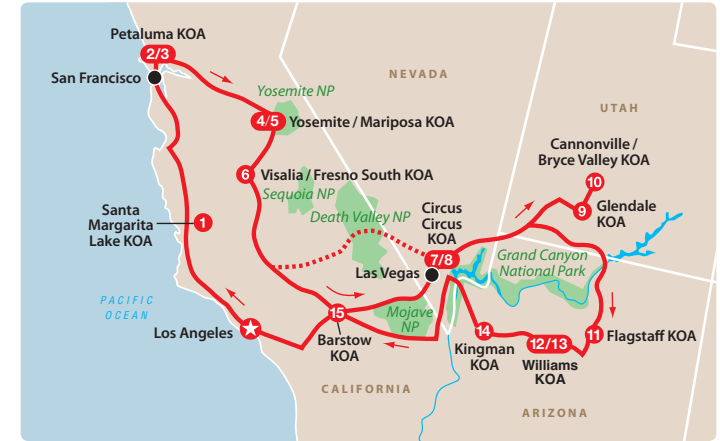 Petaluma KOA
2/3
San Francisco
NEVADA
Yosemite NP
4/5
Yosemite / Mariposa KOA
UTAH
Cannonville /
Bryce Valley KOA
10
9
Glendale
KOA
6
Visalia / Fresno South KOA
Sequoia NP
Death Valley NP
Circus
Circus
KOA
7/8
Las Vegas
Santa
Margarita
Lake KOA
1
Grand Canyon
National Park
PACIFIC
OCEAN
Los Angeles
15
Barstow
KOA
Mojave
NP
14
Kingman
KOA
12/13
Williams
KOA
11
Flagstaff KOA
CALIFORNIA
ARIZONA